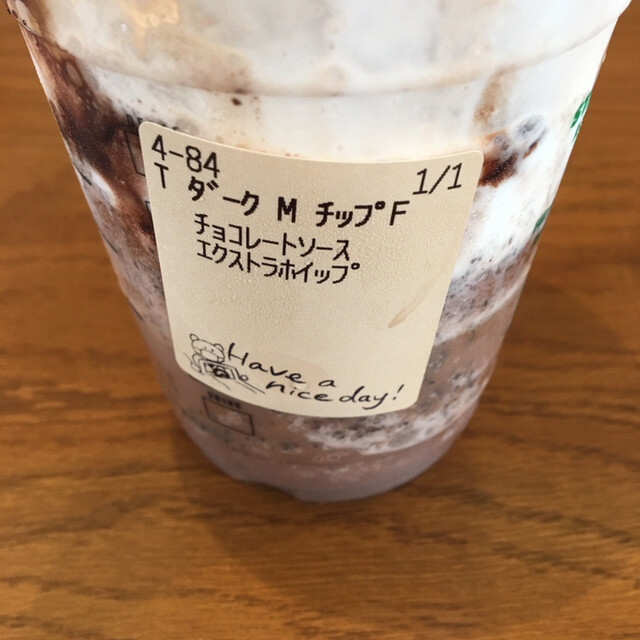 4-84
1/1
T ﾀﾞｰｸ M ﾁｯﾌﾟF
ﾁｮｺﾚｰﾄｿｰｽ
ｴｸｽﾄﾗﾎｲｯﾌﾟ
Have a
nice day!